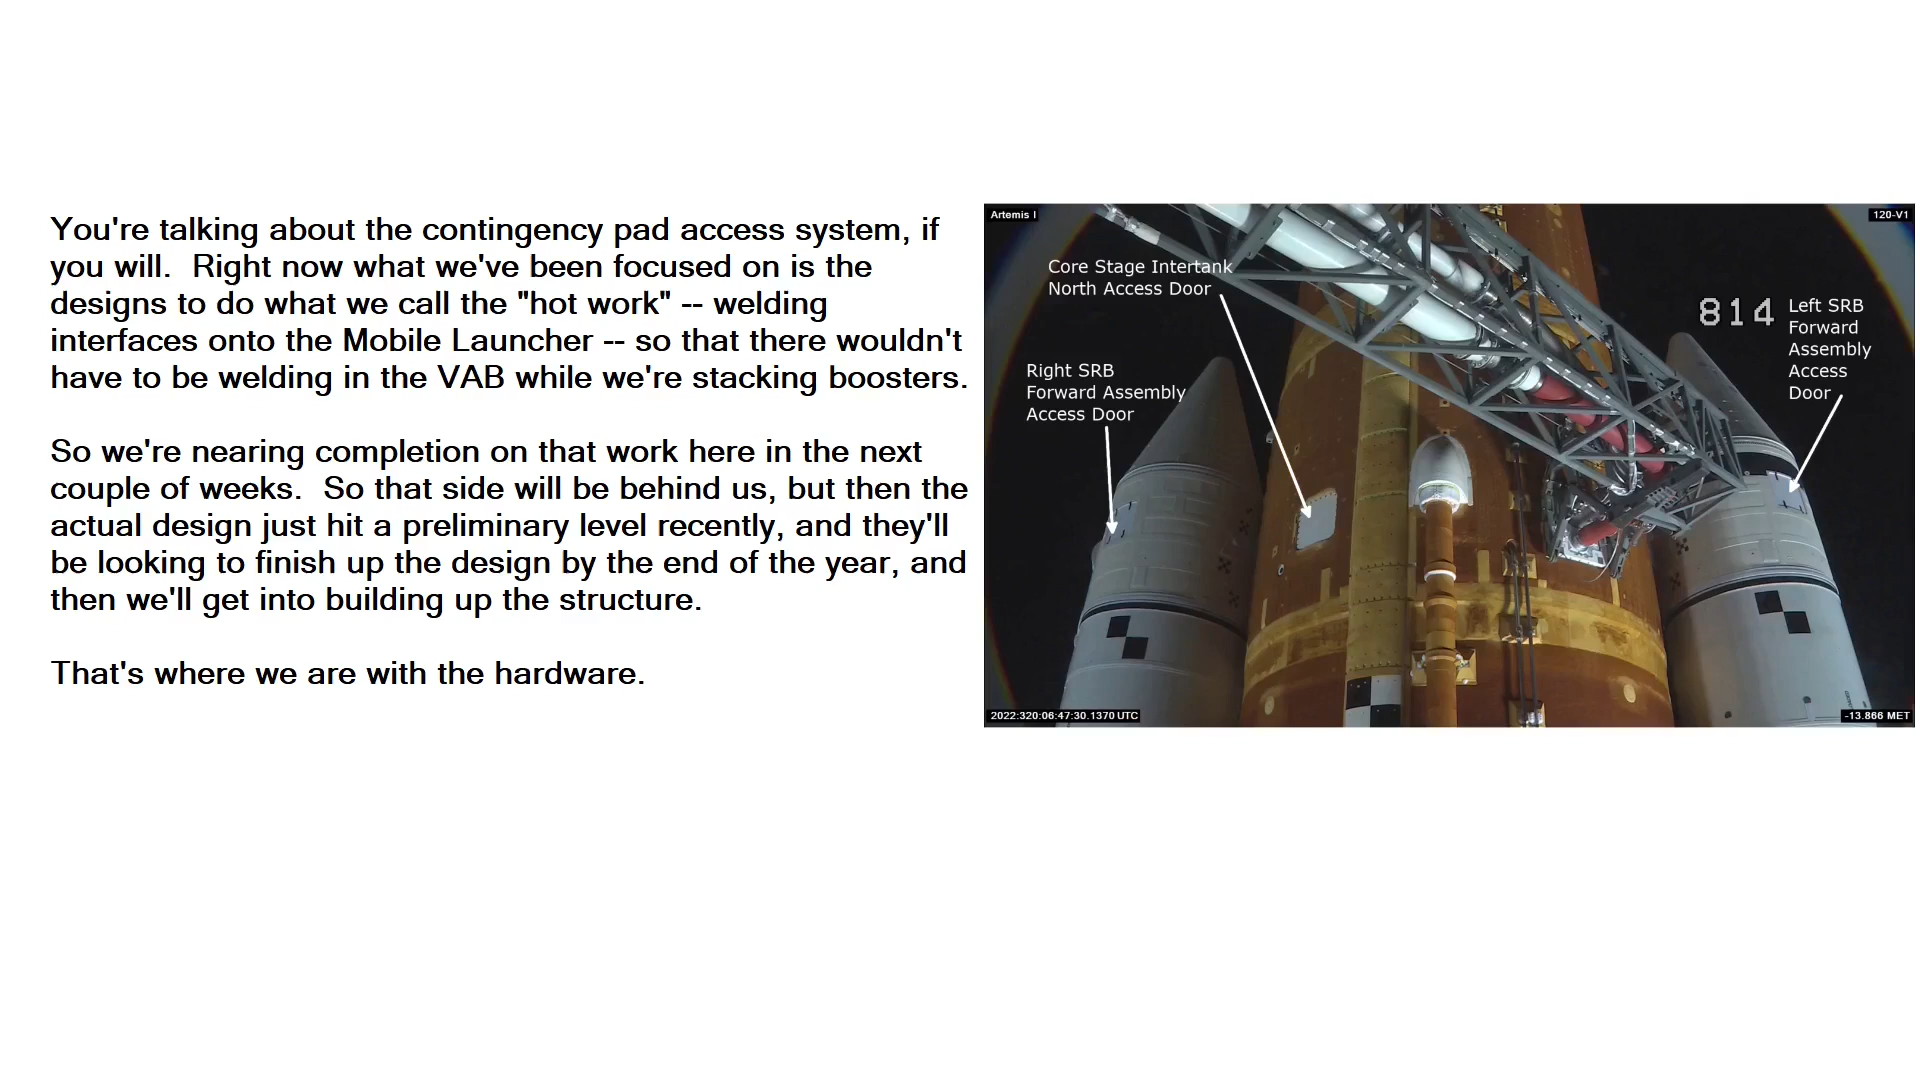 You're talking about the contingency pad access system, if
you will.  Right now what we've been focused on is the
designs to do what we call the "hot work" -- welding
interfaces onto the Mobile Launcher -- so that there wouldn't
have to be welding in the VAB while we're stacking boosters.
So we're nearing completion on that work here in the next
couple of weeks.  So that side will be behind us, but then the
actual design just hit a preliminary level recently, and they'll
be looking to finish up the design by the end of the year, and
then we'll get into building up the structure.
That's where we are with the hardware.
Artemis I
120-V1
Core Stage Intertank
North Access Door
814
Left SRB
Forward
Assembly
Access
Door
Right SRB
Forward Assembly
Access Door
2022:320:06:47:30.1370 UTC
-13.866 MET